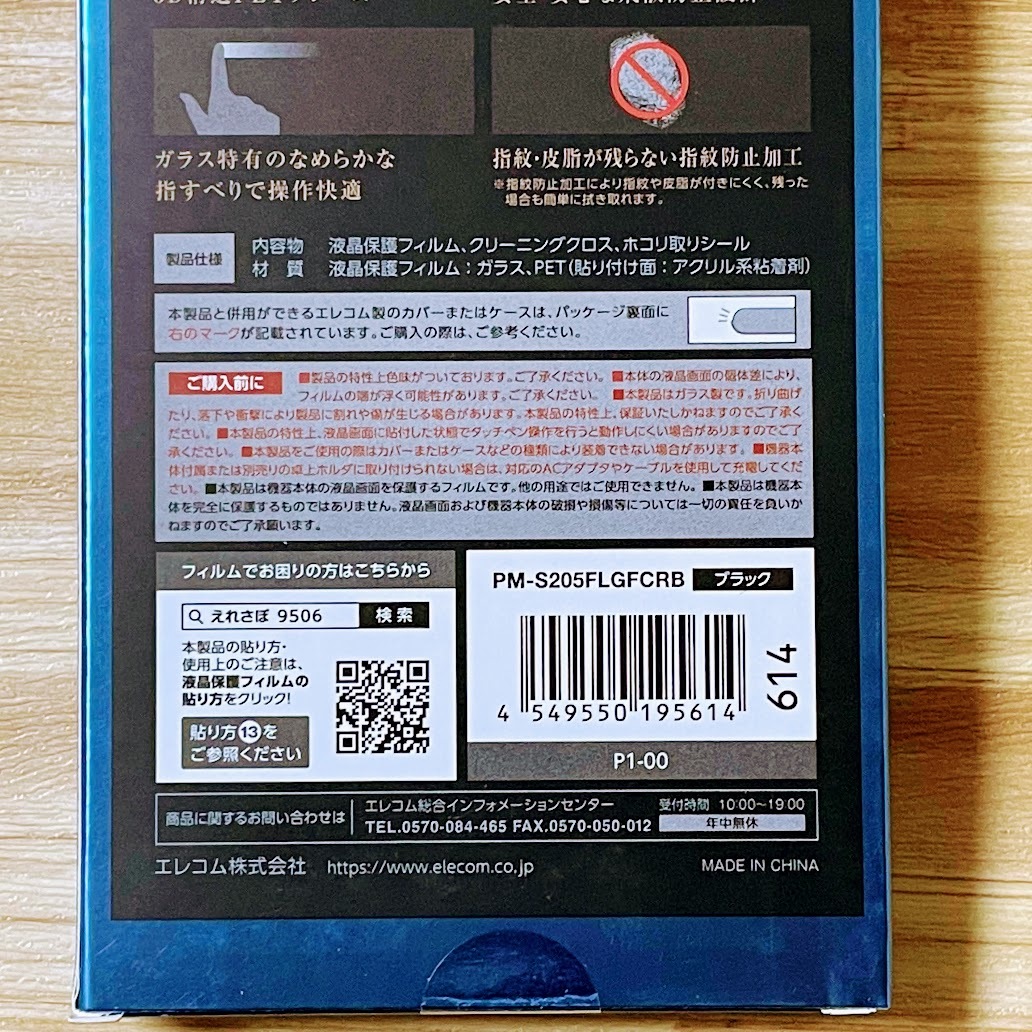 ガラス特有のなめらかな
指すべりで操作快適
指紋・皮脂が残らない指紋防止加工
※指紋防止加工により指紋や皮脂が付きにくく、残った
場合も簡単に拭き取れます。
製品仕様
内容物 液晶保護フィルム、クリーニングクロス、ホコリ取りシール
材質 液晶保護フィルム:ガラス、PET(貼り付け面:アクリル系粘着剤)
本製品と併用ができるエレコム製のカバーまたはケースは、パッケージ裏面に
右のマークが記載されています。ご購入の際は、ご参考ください。
ご購入前に ■製品の特性上色味がついております。ご了承ください。 ■本体の液晶画面の個体差により、
フィルムの端が浮く可能性があります。ご了承ください。 ■本製品はガラス製です。折り曲げ
たり、落下や衝撃により製品に割れや傷が生じる場合があります。本製品の特性上、保証いたしかねますのでご了承く
ださい。 ■本製品の特性上、液晶画面に貼付した状態でタッチペン操作を行うと動作しにくい場合がありますのでご了
承ください。 ■本製品をご使用の際はカバーまたはケースなどの種類により装着できない場合があります。 ■機器本
体付属または別売りの卓上ホルダに取り付けられない場合は、対応のACアダプタやケーブルを使用して充電してくだ
さい。 ■本製品は機器本体の液晶画面を保護するフィルムです。他の用途ではご使用できません。 ■本製品は機器本
体を完全に保護するものではありません。液晶画面および機器本体の破損や損傷等については一切の責任を負いか
ねますのでご了承願います。
フィルムでお困りの方はこちらから
えれさぽ 9506 検索
本製品の貼り方・
使用上のご注意は、
液晶保護フィルムの
貼り方をクリック!
貼り方⑬を
ご参照ください
PM-S205FLGFCRB ブラック
4 549550 195614
614
P1-00
商品に関するお問い合わせは
エレコム総合インフォメーションセンター
TEL.0570-084-465 FAX.0570-050-012
受付時間 10:00~19:00
年中無休
エレコム株式会社 https://www.elecom.co.jp
MADE IN CHINA